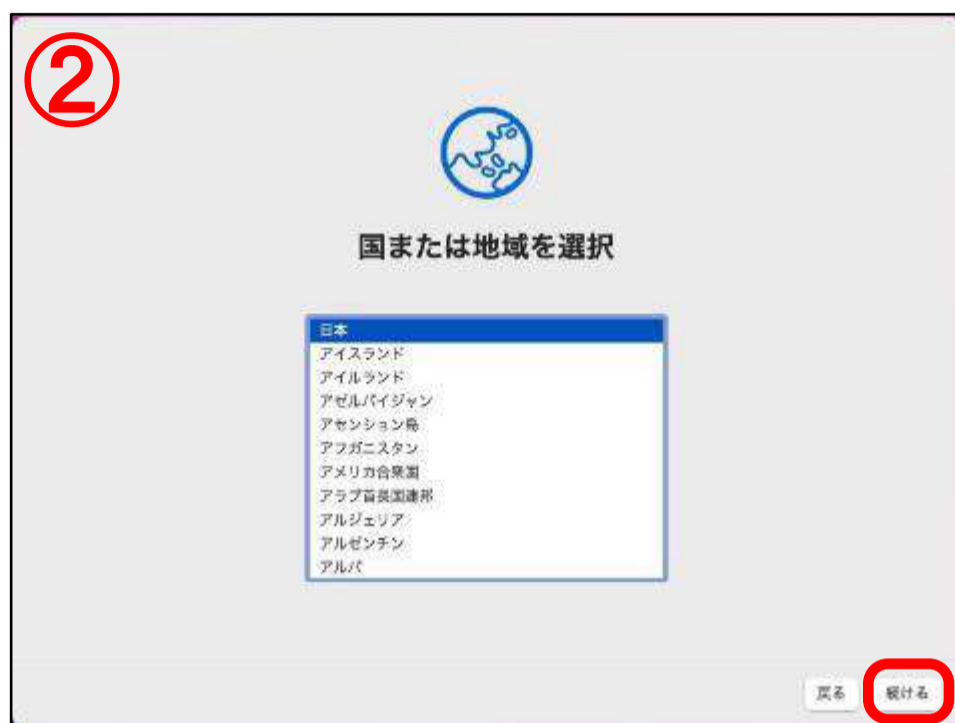 ②
国または地域を選択
日本
アイスランド
アイルランド
アゼルバイジャン
アセンション島
アフガニスタン
アメリカ合衆国
アラブ首長国連邦
アルジェリア
アルゼンチン
アルバ
戻る
続ける